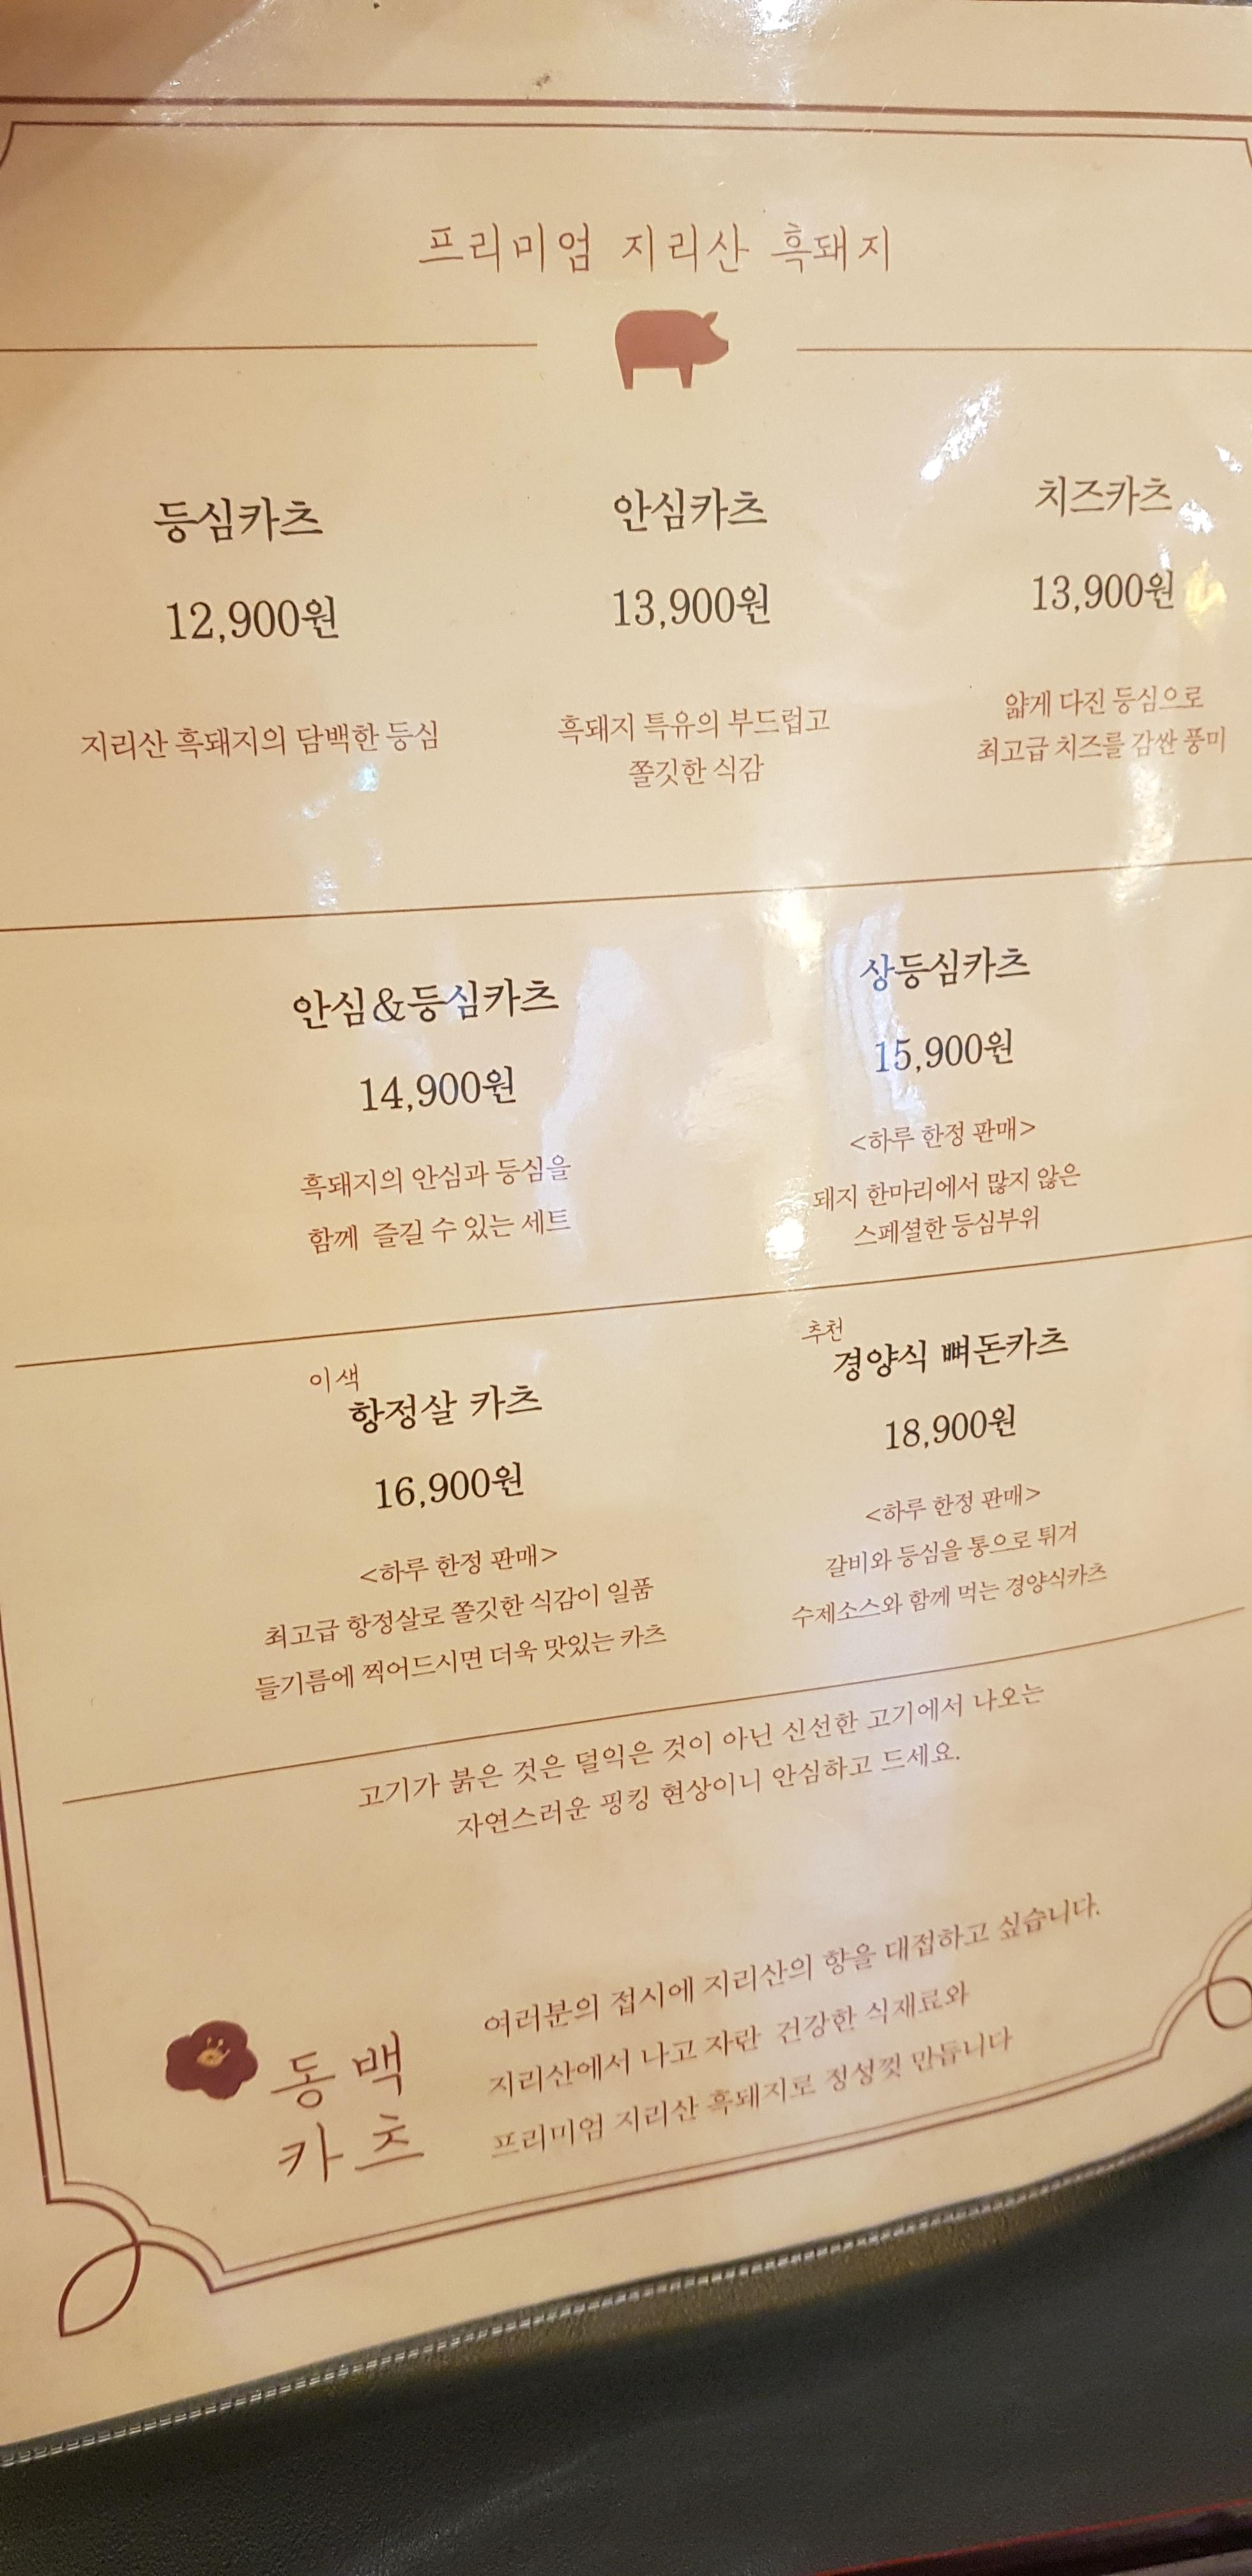 프리미엄 지리산 흑돼지
등심카츠
12,900원
지리산 흑돼지의 담백한 등심
안심카츠
13,900원
흑돼지 특유의 부드럽고
쫄깃한 식감
치즈카츠
13,900원
얇게 다진 등심으로
최고급 치즈를 감싼 풍미
안심&등심카츠
14,900원
흑돼지의 안심과 등심을
함께 즐길 수 있는 세트
상등심카츠
15,900원
<하루 한정 판매>
돼지 한마리에서 많지 않은
스페셜한 등심부위
이색
항정살 카츠
16,900원
<하루 한정 판매>
최고급 항정살로 쫄깃한 식감이 일품
들기름에 찍어드시면 더욱 맛있는 카츠
추천
경양식 뼈돈카츠
18,900원
<하루 한정 판매>
갈비와 등심을 통으로 튀겨
수제소스와 함께 먹는 경양식카츠
고기가 붉은 것은 덜익은 것이 아닌 신선한 고기에서 나오는
자연스러운 핑킹 현상이니 안심하고 드세요.
동백
카츠
여러분의 접시에 지리산의 향을 대접하고 싶습니다.
지리산에서 나고 자란 건강한 식재료와
프리미엄 지리산 흑돼지로 정성껏 만듭니다